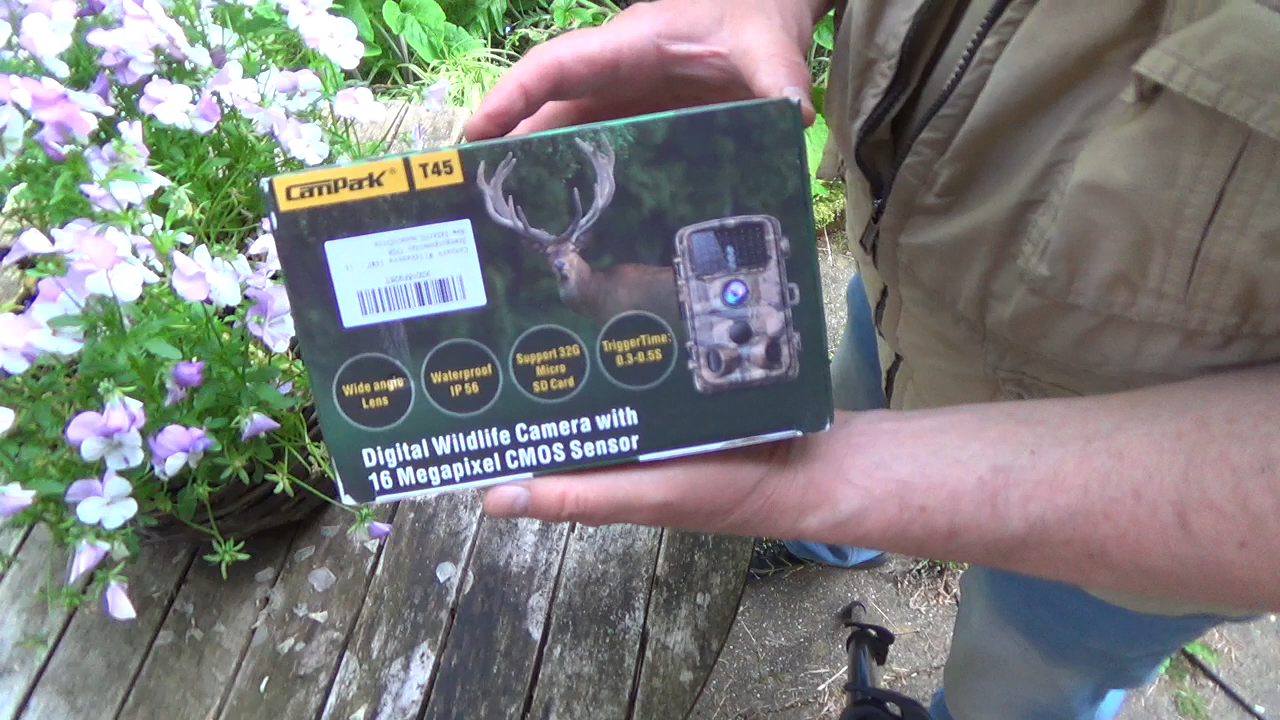 CamPark® T45
Wide angle
Lens
Waterproof
IP 56
Support 32G
Micro
SD Card
TriggerTime:
0.3-0.5S
Digital Wildlife Camera with
16 Megapixel CMOS Sensor